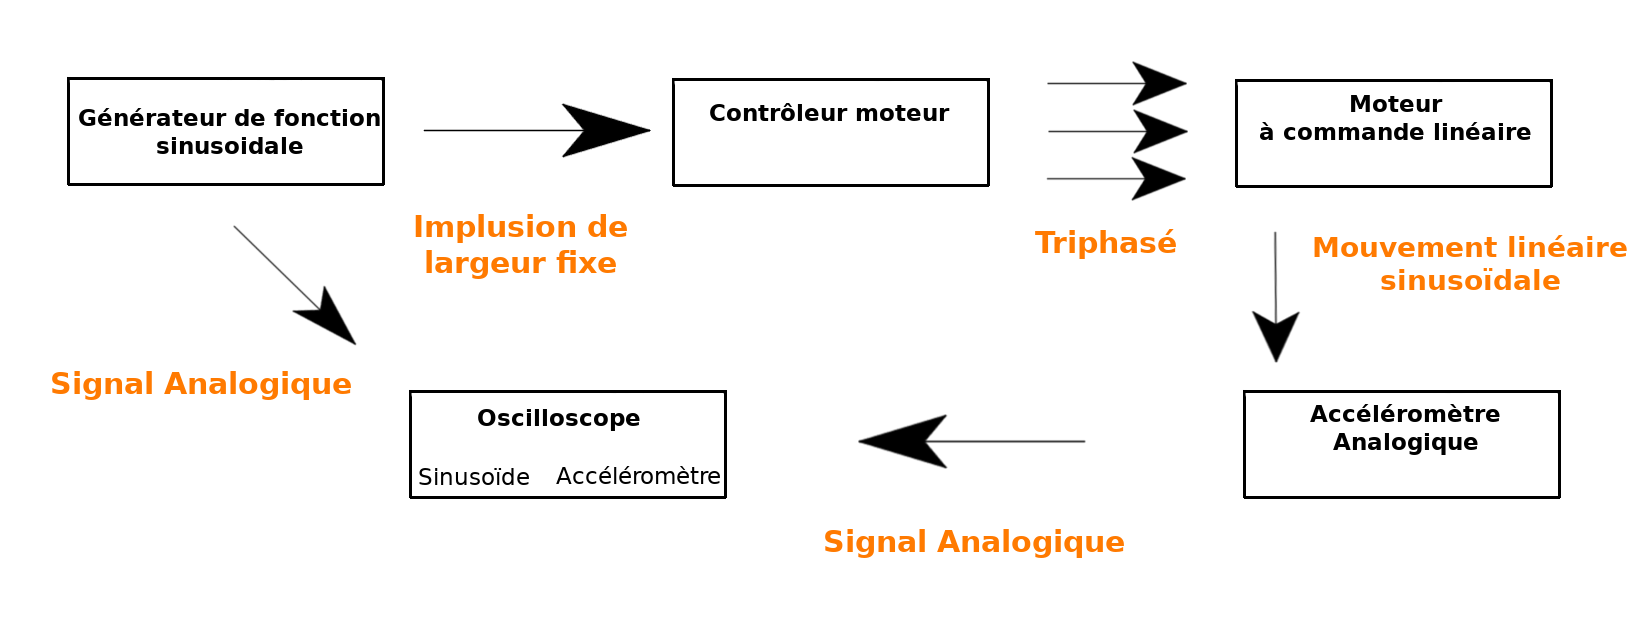 Générateur de fonction
sinusoidale
Contrôleur moteur
Moteur
à commande linéaire
Implusion de
largeur fixe
Triphasé
Mouvement linéaire
sinusoïdale
Signal Analogique
Oscilloscope
Sinusoïde Accéléromètre
Accéléromètre
Analogique
Signal Analogique